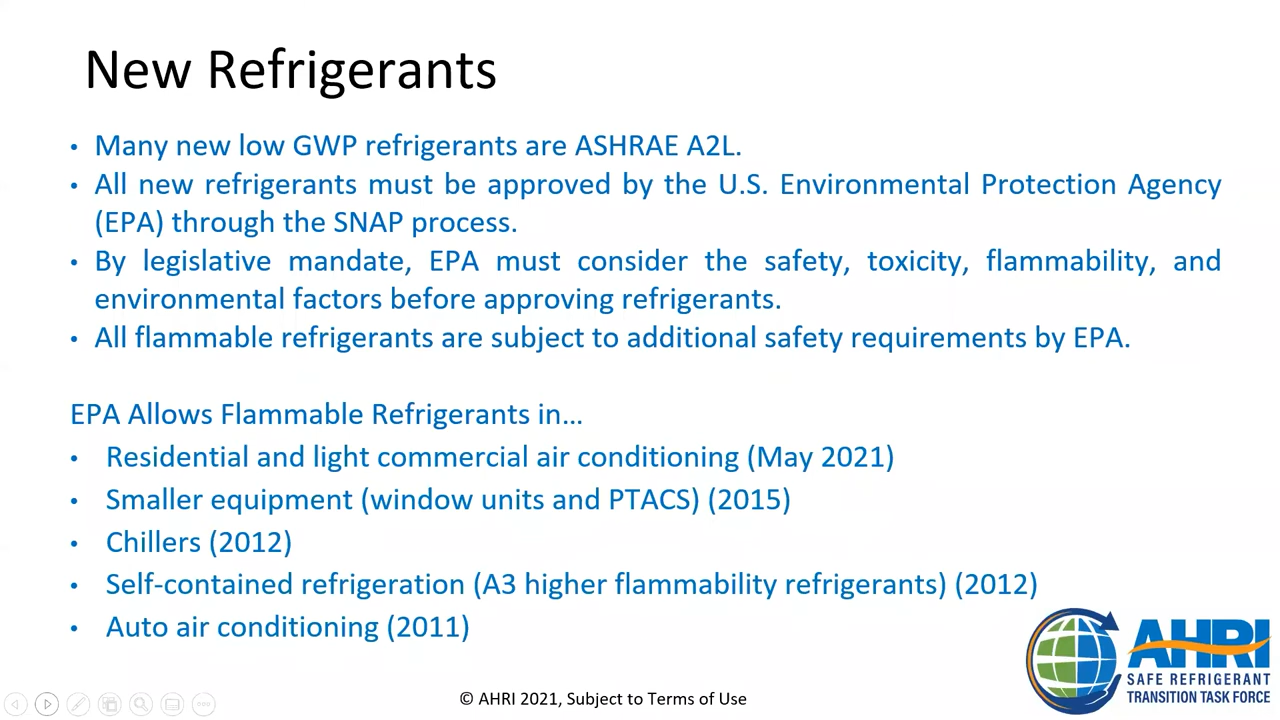 New Refrigerants
• Many new low GWP refrigerants are ASHRAE A2L.
• All new refrigerants must be approved by the U.S. Environmental Protection Agency
(EPA) through the SNAP process.
• By legislative mandate, EPA must consider the safety, toxicity, flammability, and
environmental factors before approving refrigerants.
• All flammable refrigerants are subject to additional safety requirements by EPA.
EPA Allows Flammable Refrigerants in…
• Residential and light commercial air conditioning (May 2021)
• Smaller equipment (window units and PTACS) (2015)
• Chillers (2012)
• Self-contained refrigeration (A3 higher flammability refrigerants) (2012)
• Auto air conditioning (2011)
AHRI
SAFE REFRIGERANT
TRANSITION TASK FORCE
© AHRI 2021, Subject to Terms of Use